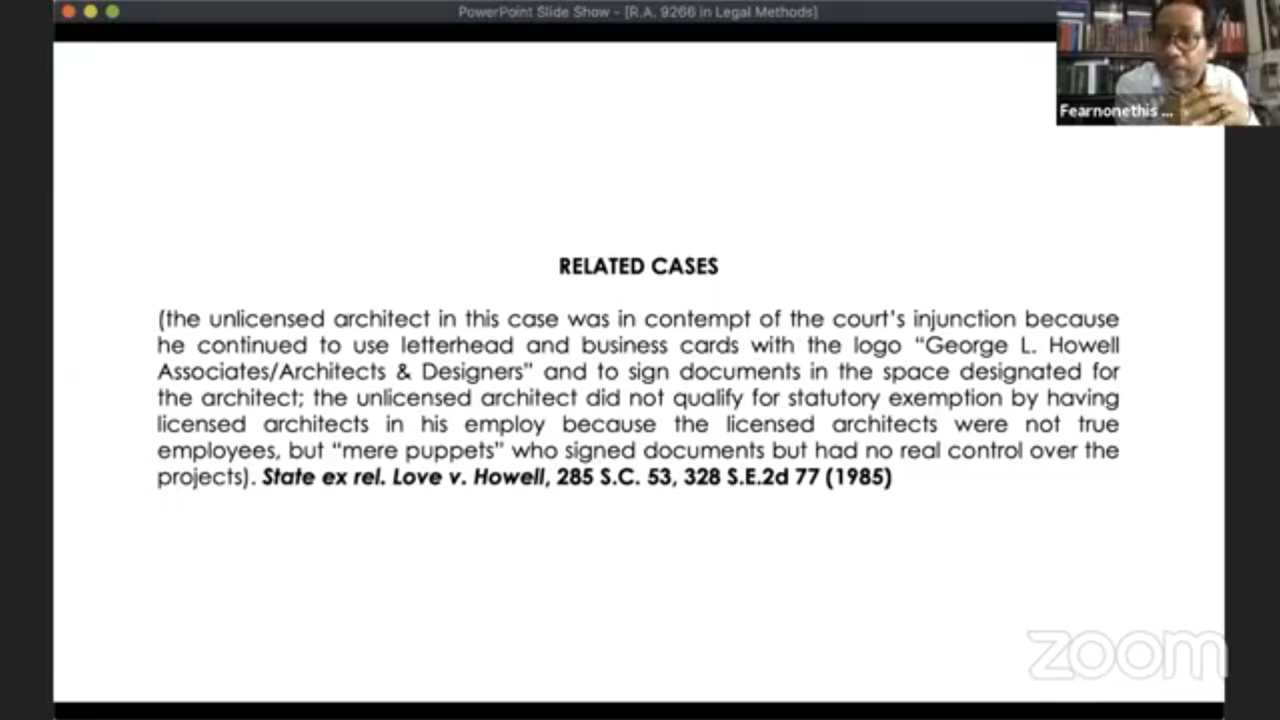 PowerPoint Slide Show - [R.A. 9266 in Legal Methods]
Fearnonethis ...
RELATED CASES
(the unlicensed architect in this case was in contempt of the court's injunction because
he continued to use letterhead and business cards with the logo “George L. Howell
Associates/Architects & Designers” and to sign documents in the space designated for
the architect; the unlicensed architect did not qualify for statutory exemption by having
licensed architects in his employ because the licensed architects were not true
employees, but “mere puppets” who signed documents but had no real control over the
projects). State ex rel. Love v. Howell, 285 S.C. 53, 328 S.E.2d 77 (1985)
zoom